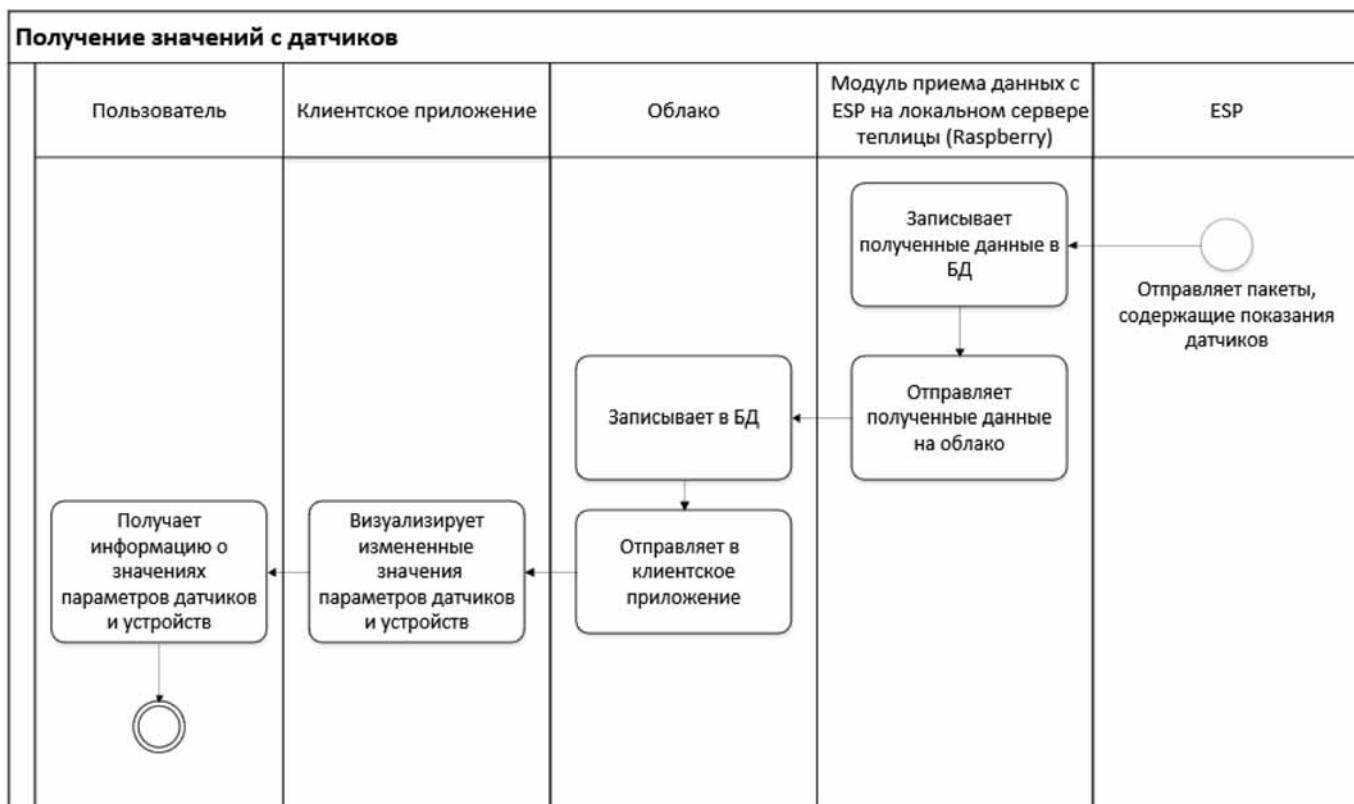 Получение значений с датчиков
Пользователь
Клиентское приложение
Облако
Модуль приема данных с
ESP на локальном сервере
теплицы (Raspberry)
ESP
Записывает
полученные данные в
БД
Отправляет пакеты,
содержащие показания
датчиков
Отправляет
полученные данные
на облако
Записывает в БД
Отправляет в
клиентское
приложение
Визуализирует
измененные
значения
параметров датчиков
и устройств
Получает
информацию о
значениях
параметров датчиков
и устройств